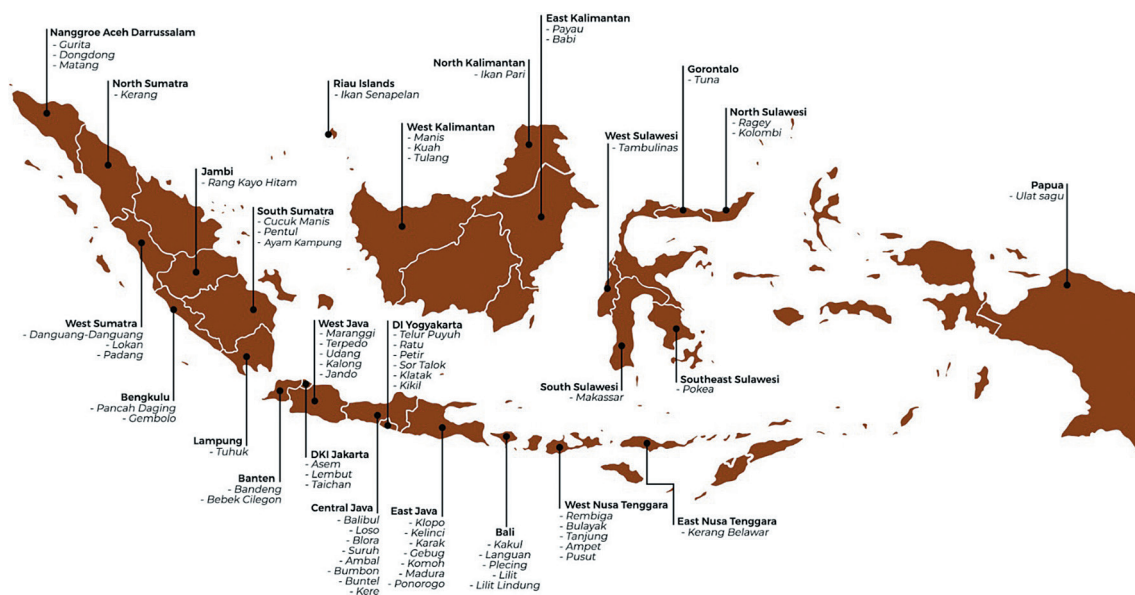 Nanggroe Aceh Darrussalam
- Gurita
- Dongdong
- Matang
North Sumatra
- Kerang
Riau Islands
- Ikan Senapelan
West Kalimantan
- Manis
- Kuah
- Tulang
North Kalimantan
- Ikan Pari
East Kalimantan
- Payau
- Babi
Gorontalo
- Tuna
North Sulawesi
- Ragey
- Kolombi
West Sulawesi
- Tambulinas
Papua
- Ulat sagu
Jambi
- Rang Kayo Hitam
South Sumatra
- Cucuk Manis
- Pentul
- Ayam Kampung
West Sumatra
- Danguang-Danguang
- Lokan
- Padang
Bengkulu
- Pancah Daging
- Gembolo
Lampung
- Tuhuk
Banten
- Bandeng
- Bebek Cilegon
West Java
- Maranggi
- Terpedo
- Udang
- Kalong
- Jando
DKI Jakarta
- Asem
- Lembut
- Taichan
DI Yogyakarta
- Telur Puyuh
- Ratu
- Petir
- Sor Talok
- Klatak
- Kikil
Central Java
- Balibul
- Loso
- Blora
- Suruh
- Ambal
- Bumbon
- Buntel
- Kere
East Java
- Klopo
- Kelinci
- Karak
- Gebug
- Komoh
- Madura
- Ponorogo
Bali
- Kakul
- Languan
- Plecing
- Lilit
- Lilit Lindung
West Nusa Tenggara
- Rembiga
- Bulayak
- Tanjung
- Ampet
- Pusut
East Nusa Tenggara
- Kerang Belawar
South Sulawesi
- Makassar
Southeast Sulawesi
- Pokea